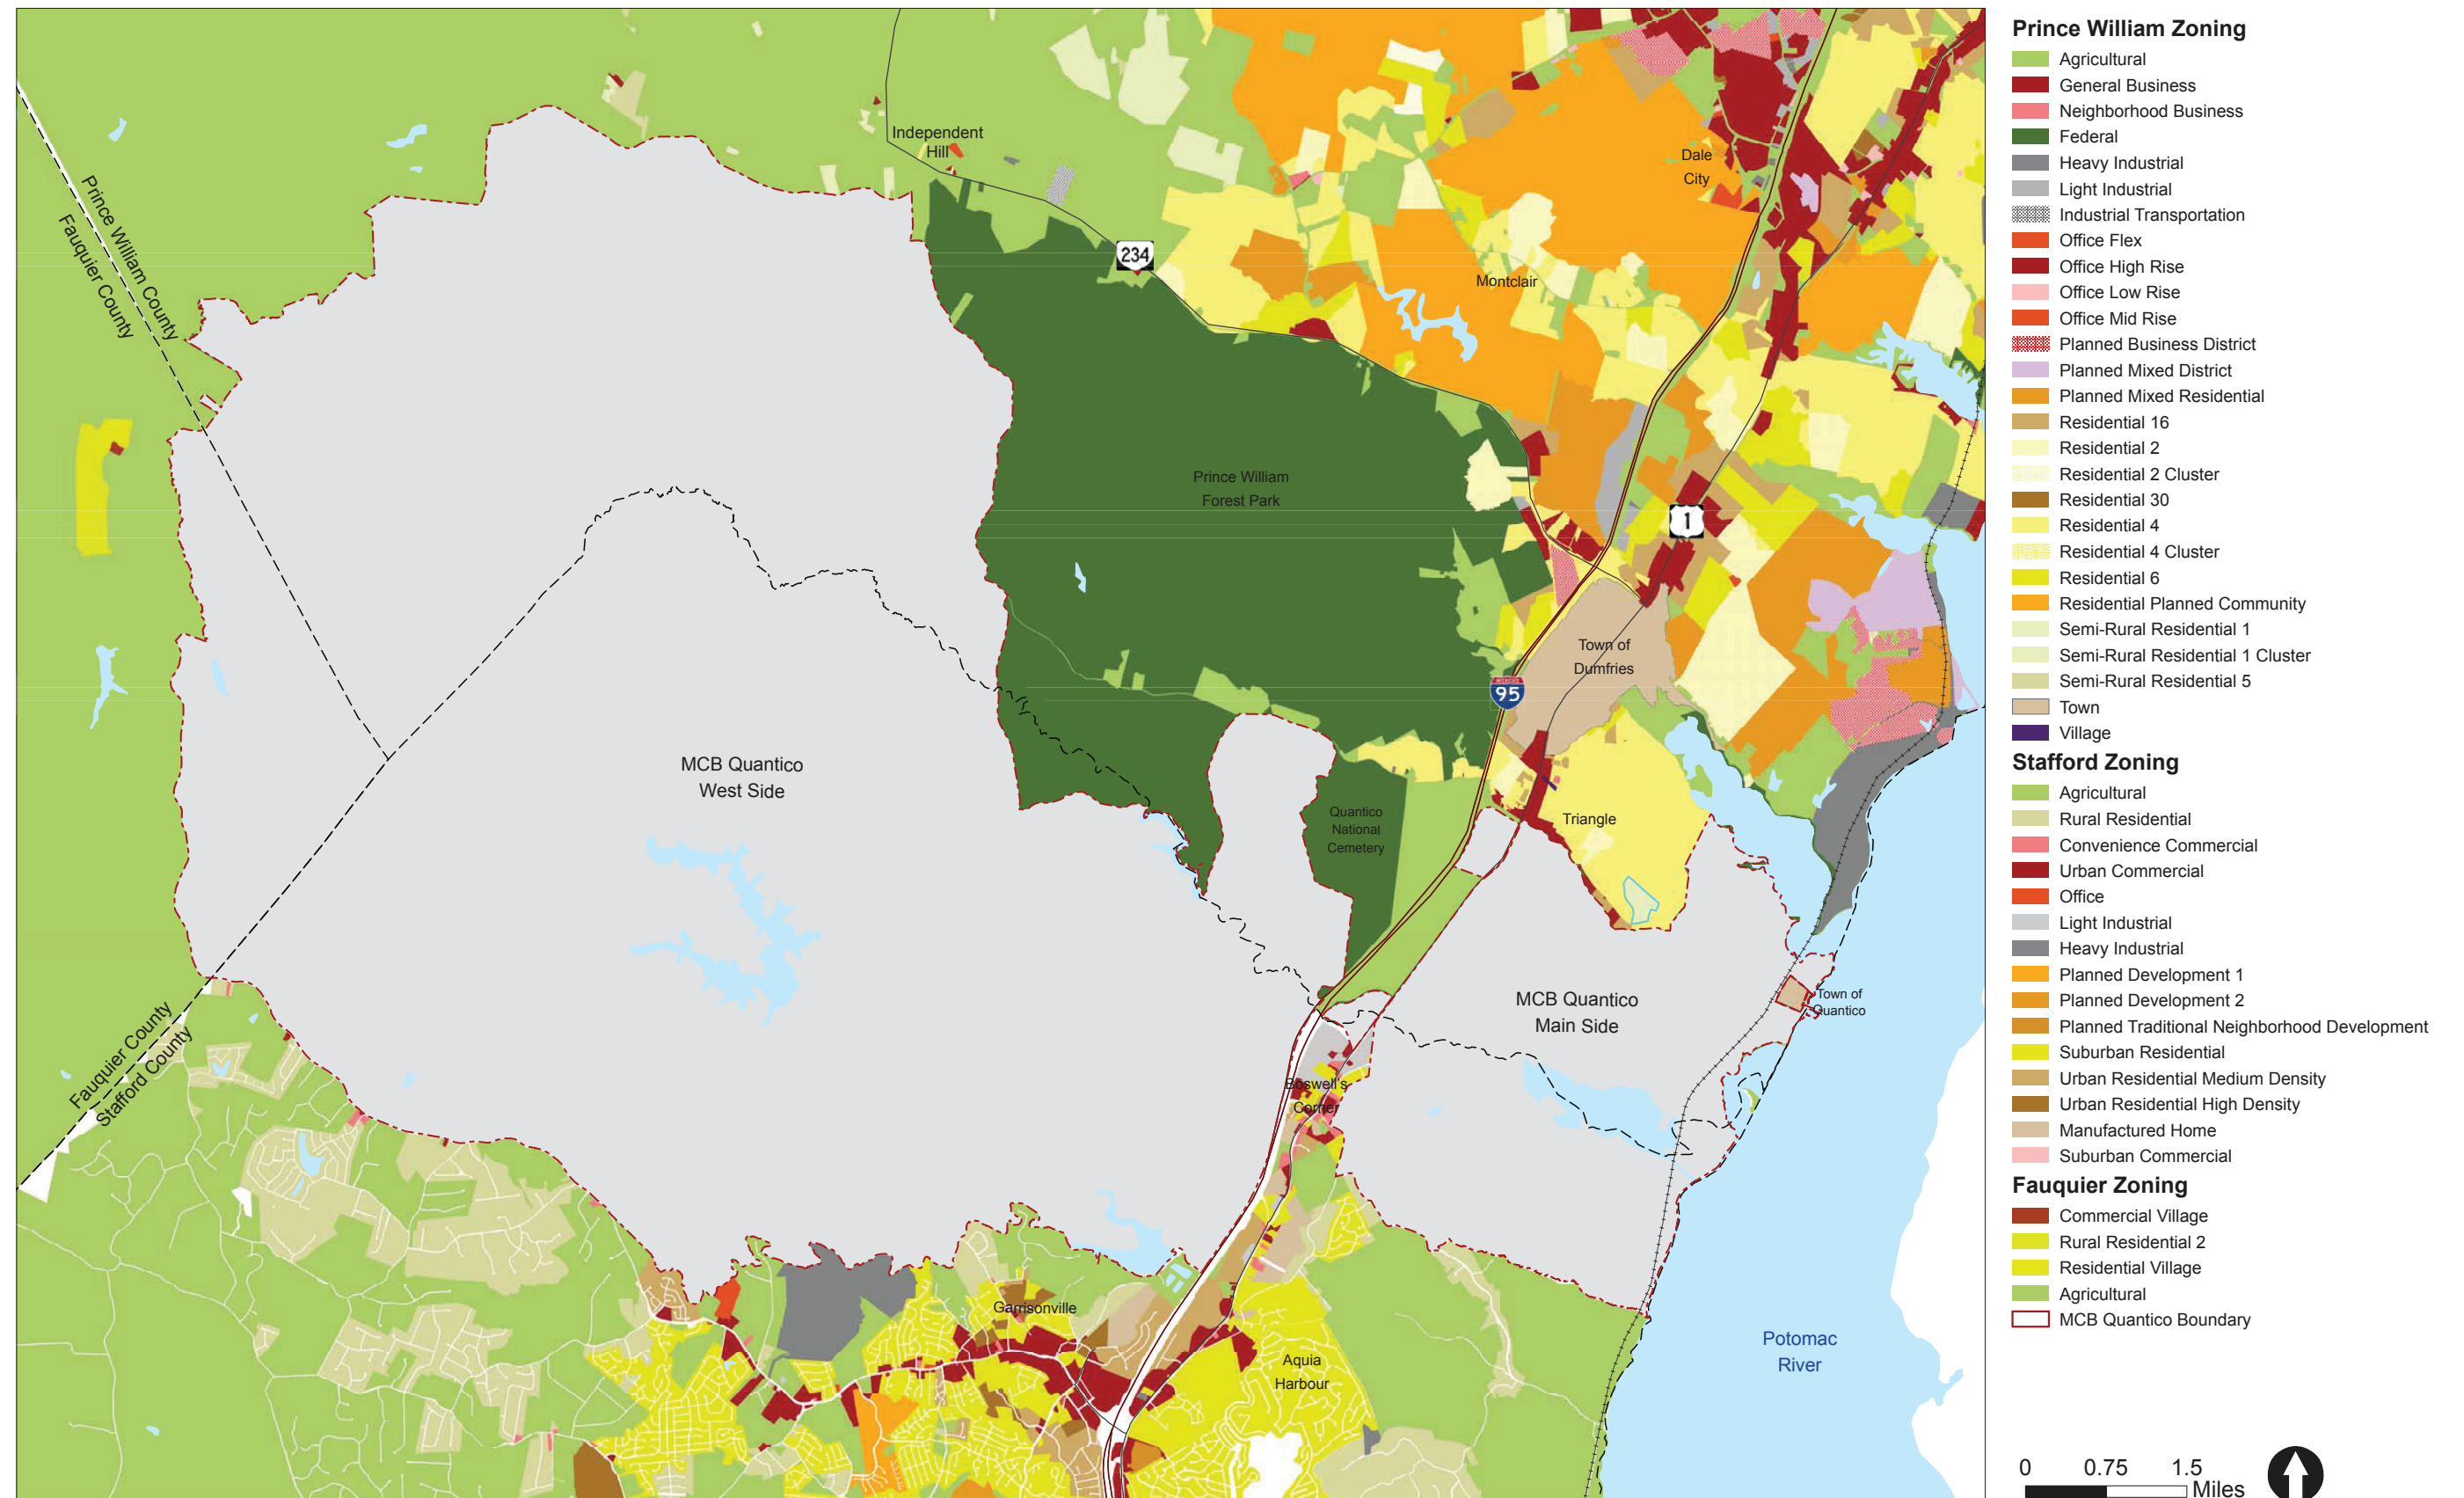 Prince William County
Fauquier County
Independent
Hill
234
Dale
City
Montclair
Prince William
Forest Park
1
Town of
Dumfries
95
MCB Quantico
West Side
Quantico
National
Cemetery
Triangle
MCB Quantico
Main Side
Town of
Quantico
Fauquier County
Stafford County
Boswell's
Corner
Garrisonville
Aquia
Harbour
Potomac
River
Prince William Zoning
Agricultural
General Business
Neighborhood Business
Federal
Heavy Industrial
Light Industrial
Industrial Transportation
Office Flex
Office High Rise
Office Low Rise
Office Mid Rise
Planned Business District
Planned Mixed District
Planned Mixed Residential
Residential 16
Residential 2
Residential 2 Cluster
Residential 30
Residential 4
Residential 4 Cluster
Residential 6
Residential Planned Community
Semi-Rural Residential 1
Semi-Rural Residential 1 Cluster
Semi-Rural Residential 5
Town
Village
Stafford Zoning
Agricultural
Rural Residential
Convenience Commercial
Urban Commercial
Office
Light Industrial
Heavy Industrial
Planned Development 1
Planned Development 2
Planned Traditional Neighborhood Development
Suburban Residential
Urban Residential Medium Density
Urban Residential High Density
Manufactured Home
Suburban Commercial
Fauquier Zoning
Commercial Village
Rural Residential 2
Residential Village
Agricultural
MCB Quantico Boundary
0 0.75 1.5
Miles